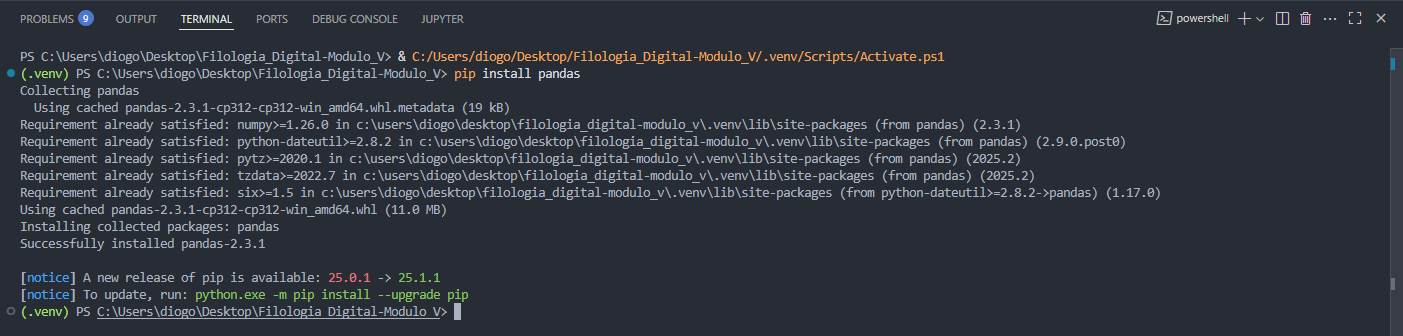 PROBLEMS 9 OUTPUT TERMINAL PORTS DEBUG CONSOLE JUPYTER powershell
PS C:\Users\diogo\Desktop\Filologia_Digital-Modulo_V> & C:/Users/diogo/Desktop/Filologia_Digital-Modulo_V/.venv/Scripts/Activate.ps1
(.venv) PS C:\Users\diogo\Desktop\Filologia_Digital-Modulo_V> pip install pandas
Collecting pandas
  Using cached pandas-2.3.1-cp312-cp312-win_amd64.whl.metadata (19 kB)
Requirement already satisfied: numpy>=1.26.0 in c:\users\diogo\desktop\filologia_digital-modulo_v\.venv\lib\site-packages (from pandas) (2.3.1)
Requirement already satisfied: python-dateutil>=2.8.2 in c:\users\diogo\desktop\filologia_digital-modulo_v\.venv\lib\site-packages (from pandas) (2.9.0.post0)
Requirement already satisfied: pytz>=2020.1 in c:\users\diogo\desktop\filologia_digital-modulo_v\.venv\lib\site-packages (from pandas) (2025.2)
Requirement already satisfied: tzdata>=2022.7 in c:\users\diogo\desktop\filologia_digital-modulo_v\.venv\lib\site-packages (from pandas) (2025.2)
Requirement already satisfied: six>=1.5 in c:\users\diogo\desktop\filologia_digital-modulo_v\.venv\lib\site-packages (from python-dateutil>=2.8.2->pandas) (1.17.0)
Using cached pandas-2.3.1-cp312-cp312-win_amd64.whl (11.0 MB)
Installing collected packages: pandas
Successfully installed pandas-2.3.1
[notice] A new release of pip is available: 25.0.1 -> 25.1.1
[notice] To update, run: python.exe -m pip install --upgrade pip
(.venv) PS C:\Users\diogo\Desktop\Filologia_Digital-Modulo_V>